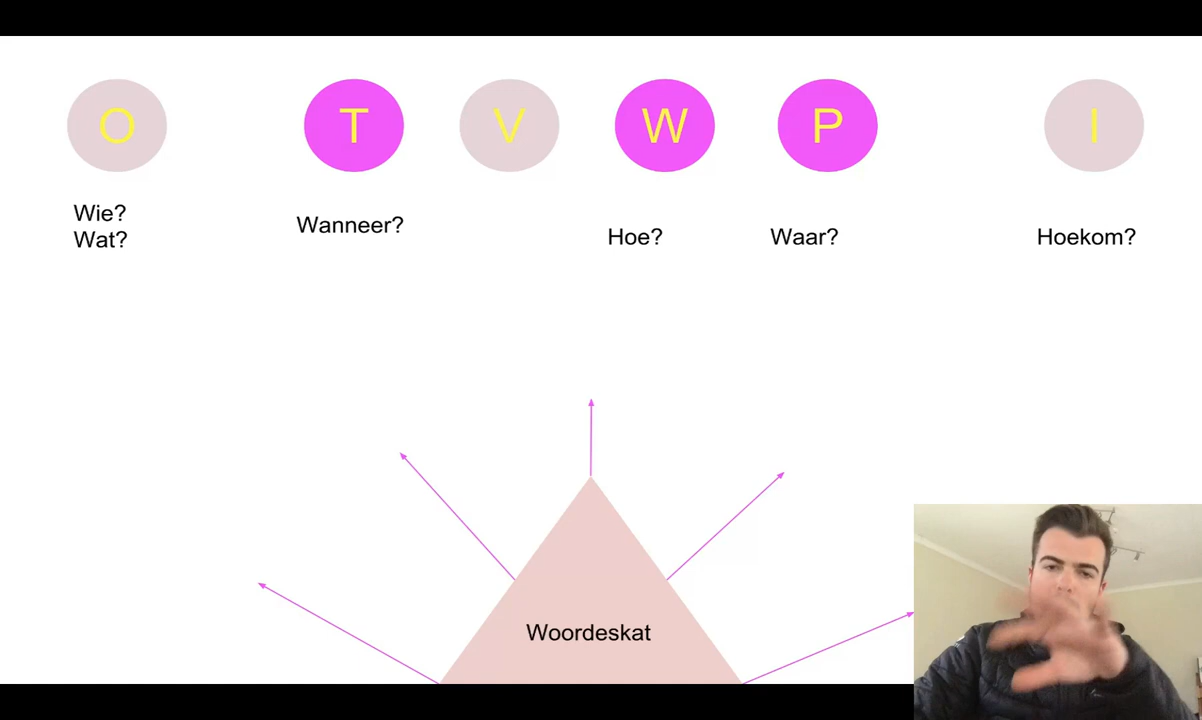 O T V W P I
Wie?
Wat?
Wanneer?
Hoe?
Waar?
Hoekom?
Woordeskat